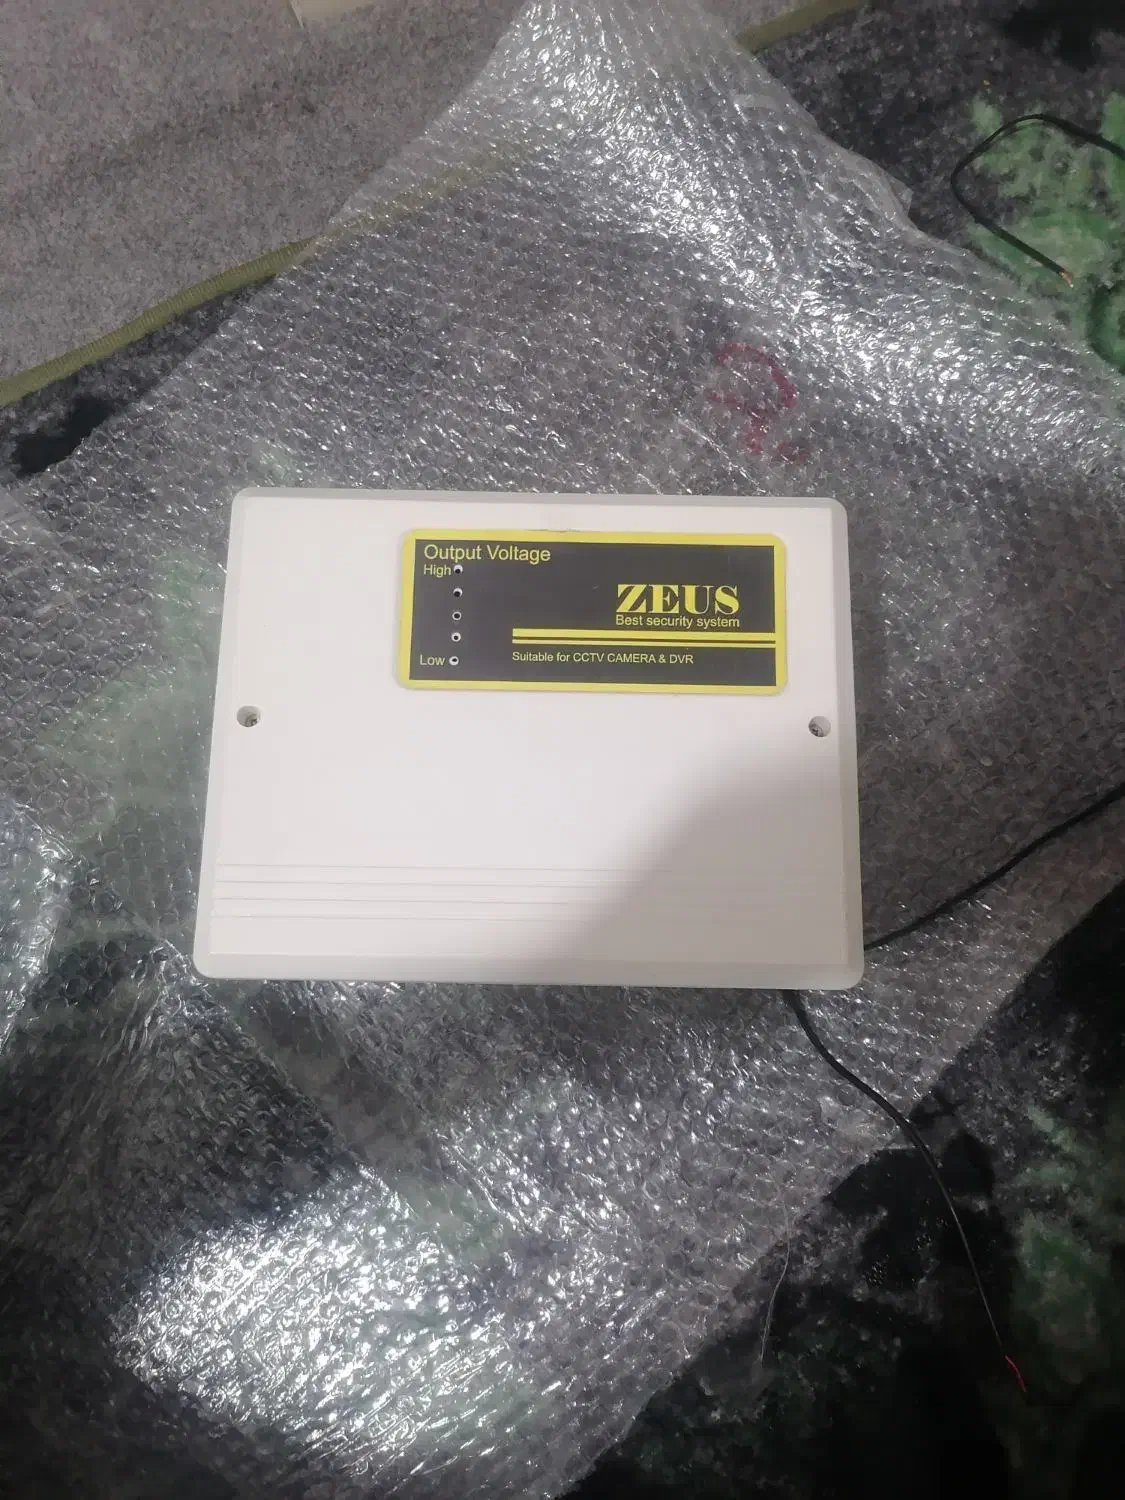 Output Voltage
High
ZEUS
Best security system
Low
Suitable for CCTV CAMERA & DVR